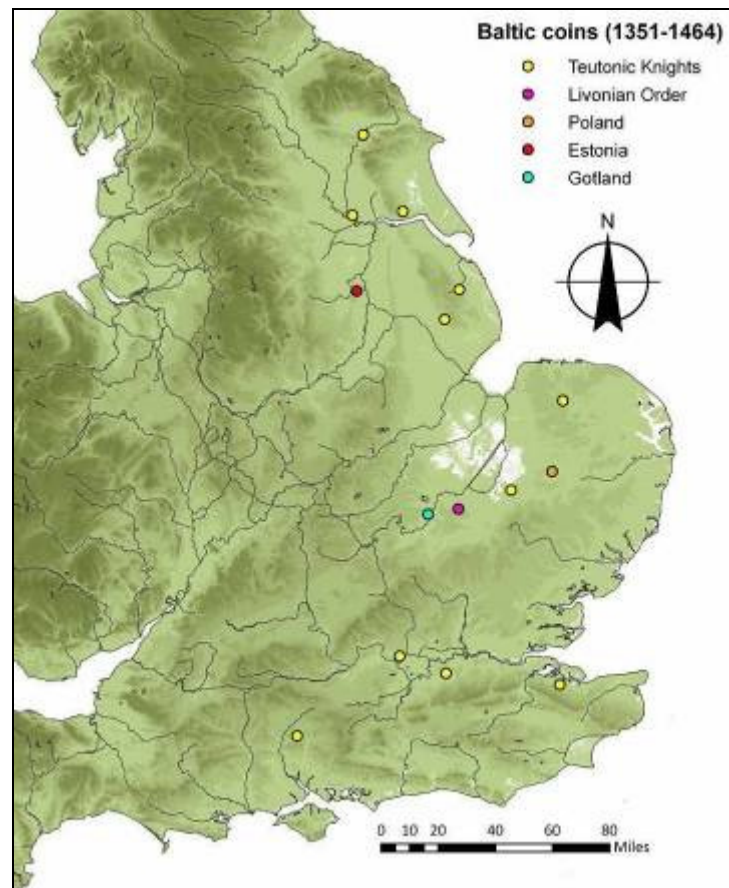 Baltic coins (1351-1464)
Teutonic Knights
Livonian Order
Poland
Estonia
Gotland
N
0 10 20 40 60 80
Miles